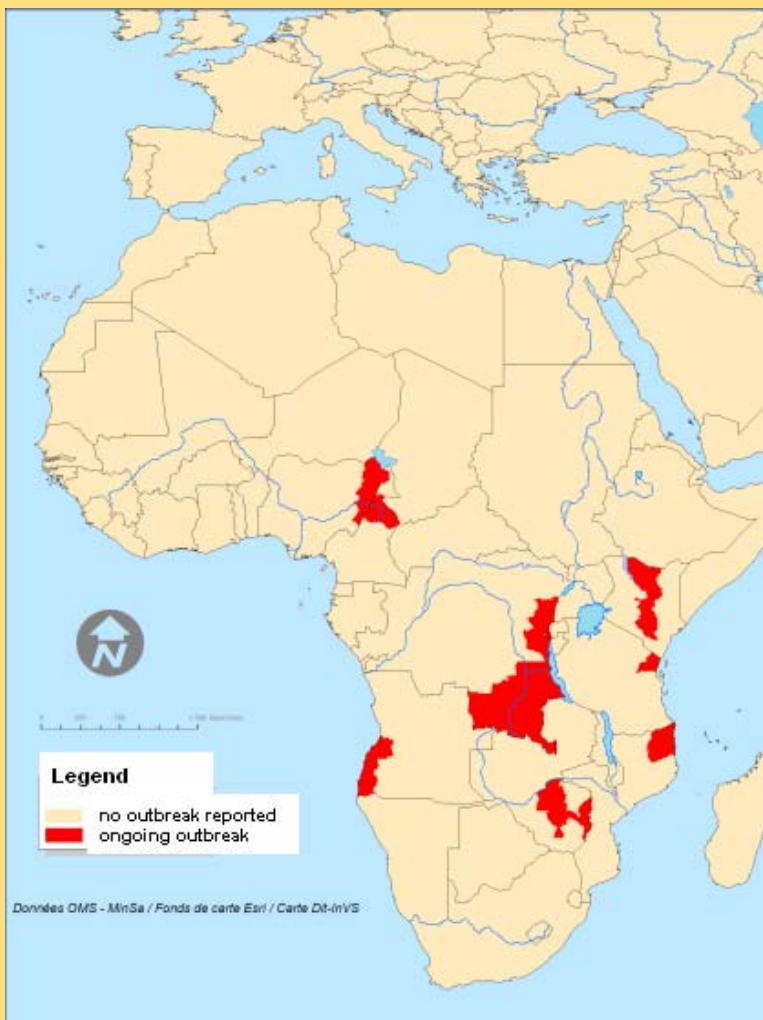 N
Legend
no outbreak reported
ongoing outbreak
Données OMS - MinSa / Fonds de carte Esri / Carte Dit-InVS